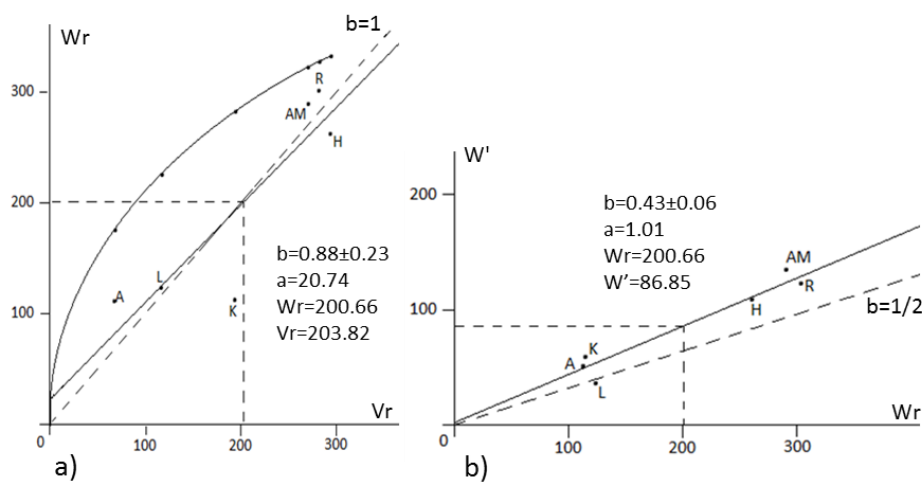 Wr
b=1
300
R
AM
H
200
A
L
K
100
b=0.88±0.23
a=20.74
Wr=200.66
Vr=203.82
0
100
200
300
Vr
a)
W'
200
b=0.43±0.06
a=1.01
Wr=200.66
W’=86.85
AM
R
H
b=1/2
100
K
A
L
0
100
200
300
Wr
b)